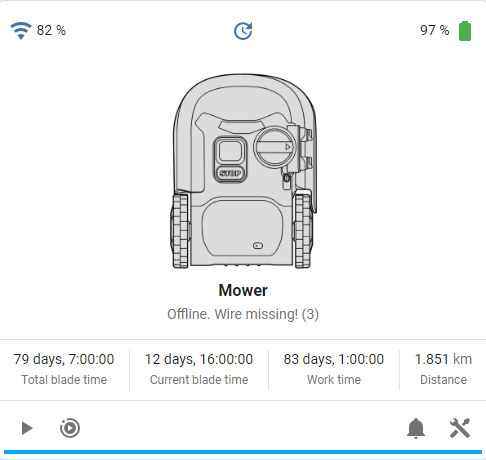 82 %
97 %
STOP
Mower
Offline. Wire missing! (3)
79 days, 7:00:00
Total blade time
12 days, 16:00:00
Current blade time
83 days, 1:00:00
Work time
1.851 km
Distance